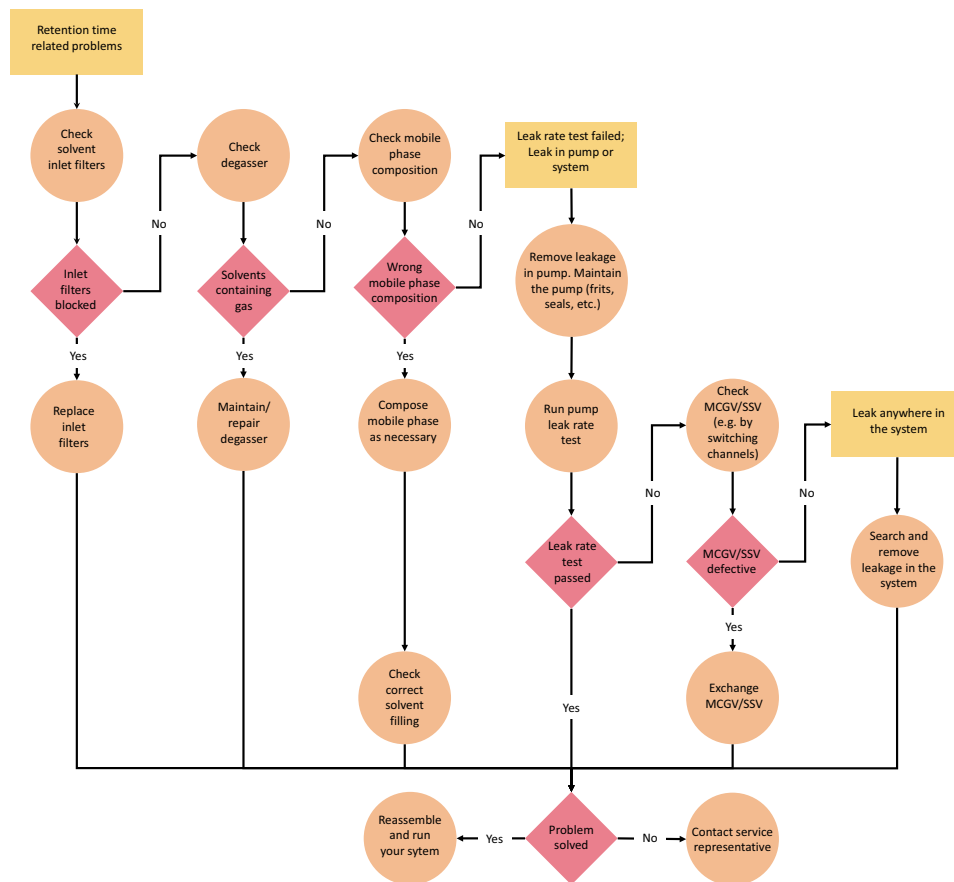 Retention time
related problems
Check
solvent
inlet filters
Check
degasser
Check mobile
phase
composition
Leak rate test failed;
Leak in pump or
system
No
No
No
Inlet
filters
blocked
Solvents
containing
gas
Wrong
mobile phase
composition
Remove leakage
in pump. Maintain
the pump (frits,
seals, etc.)
Yes
Yes
Yes
Replace
inlet
filters
Maintain/
repair
degasser
Compose
mobile phase
as necessary
Run pump
leak rate
test
Check
MCGV/SSV
(e.g. by
switching
channels)
Leak anywhere in
the system
No
No
Leak rate
test
passed
MCGV/SSV
defective
Search and
remove
leakage in the
system
Yes
Check
correct
solvent
filling
Yes
Exchange
MCGV/SSV
Reassemble
and run
your sytem
Yes
Problem
solved
No
Contact service
representative